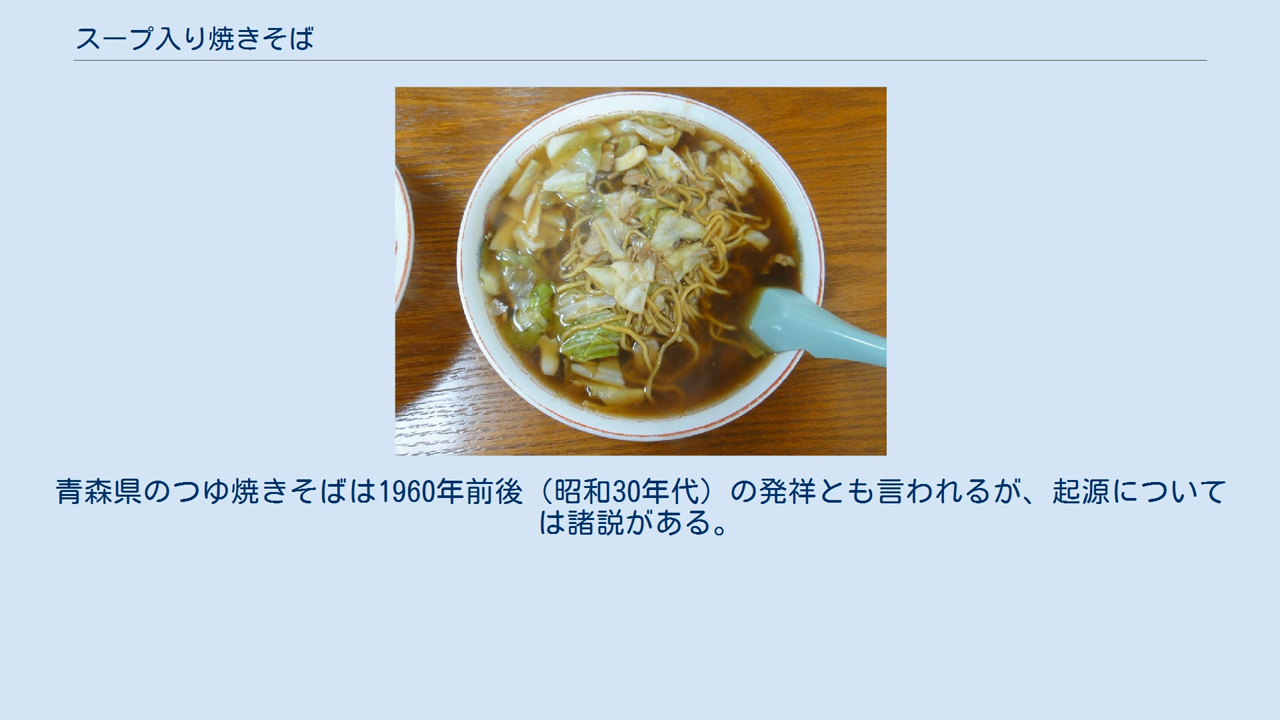 スープ入り焼きそば
青森県のつゆ焼きそばは1960年前後（昭和30年代）の発祥とも言われるが、起源について
は諸説がある。